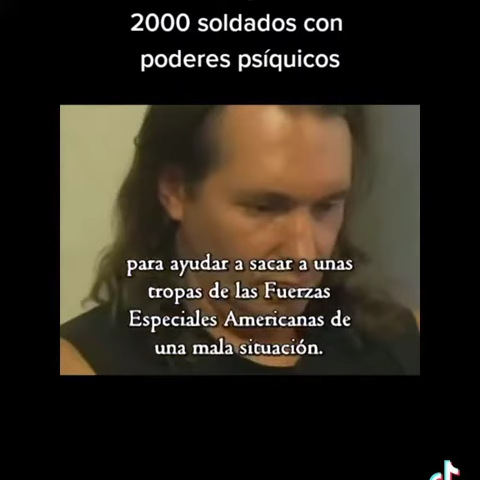 2000 soldados con
poderes psíquicos
para ayudar a sacar a unas
tropas de las Fuerzas
Especiales Americanas de
una mala situación.